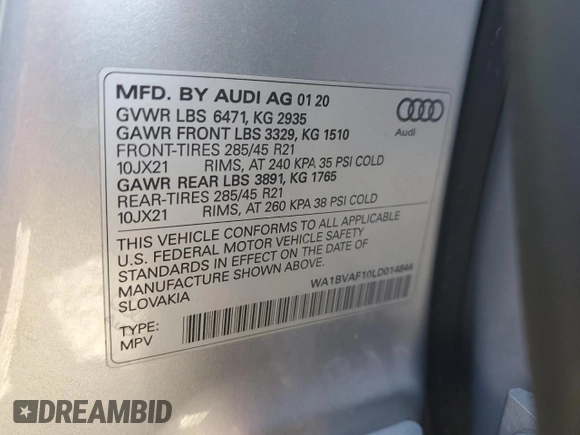 MFD. BY AUDI AG 01 20
GVWR LBS 6471, KG 2935
GAWR FRONT LBS 3329, KG 1510
FRONT-TIRES 285/45 R21
10JX21 RIMS, AT 240 KPA 35 PSI COLD
GAWR REAR LBS 3891, KG 1765
REAR-TIRES 285/45 R21
10JX21 RIMS, AT 260 KPA 38 PSI COLD
Audi
THIS VEHICLE CONFORMS TO ALL APPLICABLE
U.S. FEDERAL MOTOR VEHICLE SAFETY
STANDARDS IN EFFECT ON THE DATE OF
MANUFACTURE SHOWN ABOVE.
SLOVAKIA
WA1BVAF10LD014844
TYPE:
MPV
DREAMBID